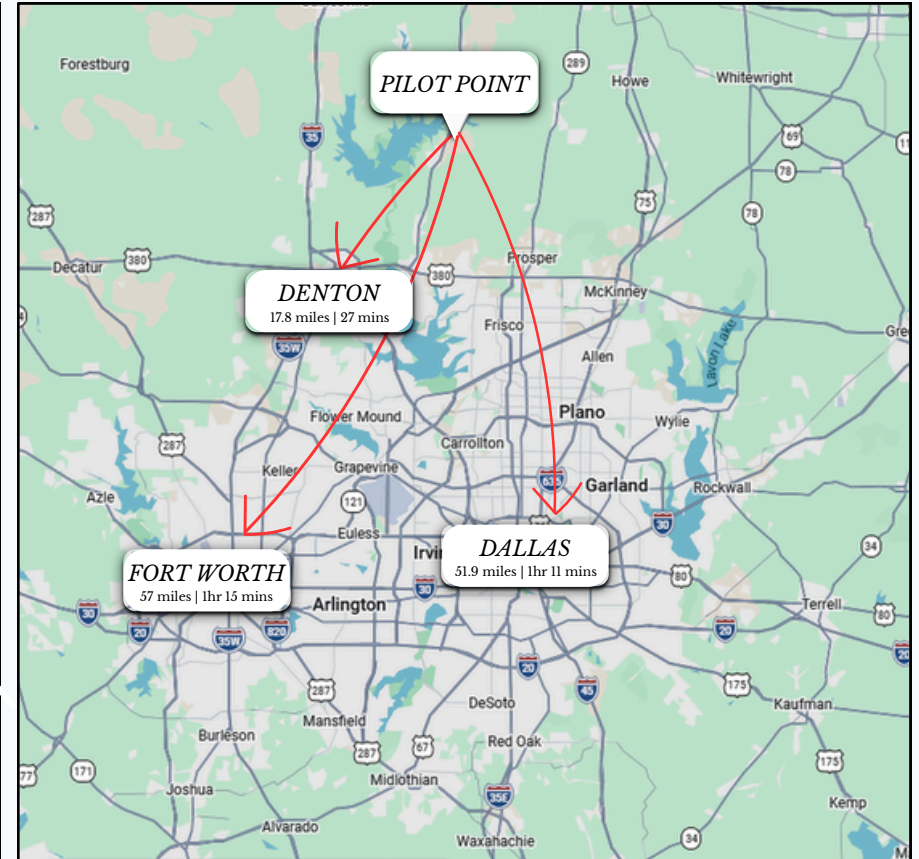 Forestburg
PILOT POINT
289
Howe
Whitewright
35
69
11
78
287
75
78
Decatur
380
380
Prosper
DENTON
17.8 miles | 27 mins
McKinney
Frisco
35W
Lavon Lake
Gre
Allen
Flower Mound
Plano
Wylie
287
Carrollton
Keller
Grapevine
635
Garland
Rockwall
Azle
121
30
Euless
Irvi
DALLAS
51.9 miles | 1hr 11 mins
34
FORT WORTH
57 miles | 1hr 15 mins
80
30
30
Arlington
Terrell
80
20
35W
820
20
20
20
287
45
175
DeSoto
Kaufman
Mansfield
Burleson
Red Oak
287
67
77
171
Midlothian
175
Joshua
35E
Kemp
Alvarado
34
Waxahachie
M